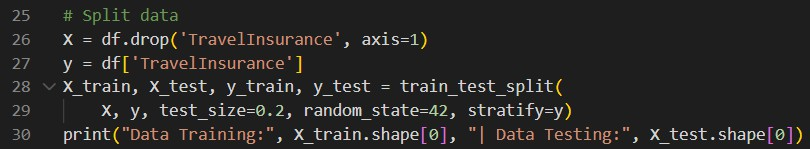 25 # Split data
26 X = df.drop('TravelInsurance', axis=1)
27 y = df['TravelInsurance']
28 X_train, X_test, y_train, y_test = train_test_split(
29     X, y, test_size=0.2, random_state=42, stratify=y)
30 print("Data Training:", X_train.shape[0], "| Data Testing:", X_test.shape[0])